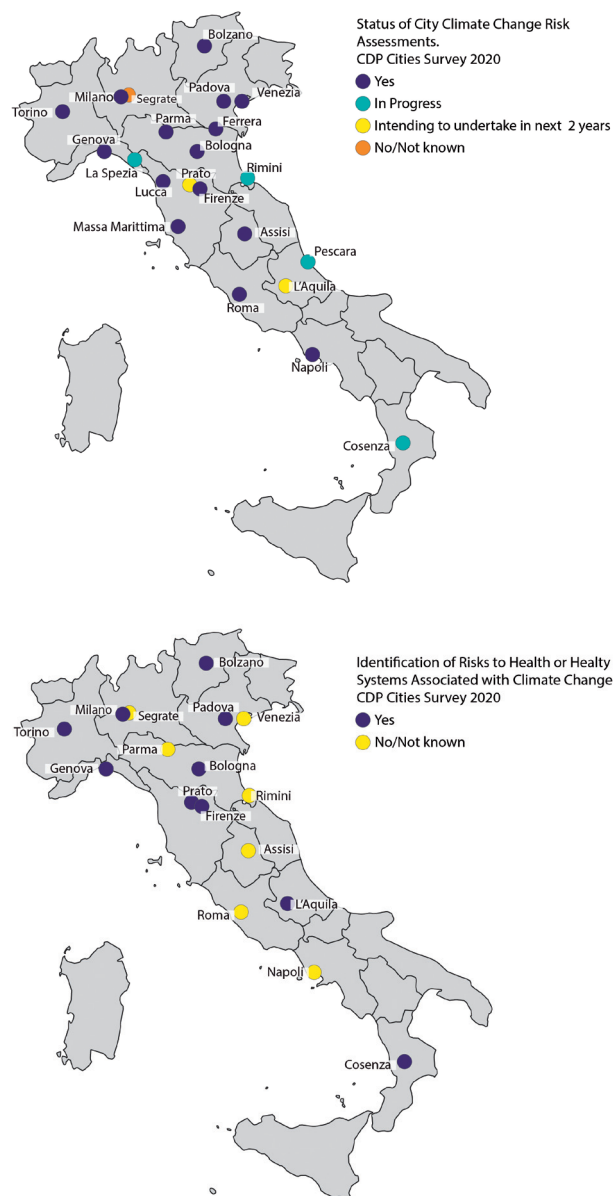 Status of City Climate Change Risk
Assessments.
CDP Cities Survey 2020
Yes
In Progress
Intending to undertake in next 2 years
No/Not known
Bolzano
Milano
Segrate
Padova
Venezia
Torino
Parma
Ferrera
Genova
Bologna
La Spezia
Prato
Rimini
Lucca
Firenze
Massa Marittima
Assisi
Pescara
L'Aquila
Roma
Napoli
Cosenza
Identification of Risks to Health or Healty
Systems Associated with Climate Change
CDP Cities Survey 2020
Yes
No/Not known
Bolzano
Milano
Segrate
Padova
Venezia
Torino
Parma
Genova
Bologna
Prato
Rimini
Firenze
Assisi
L'Aquila
Roma
Napoli
Cosenza